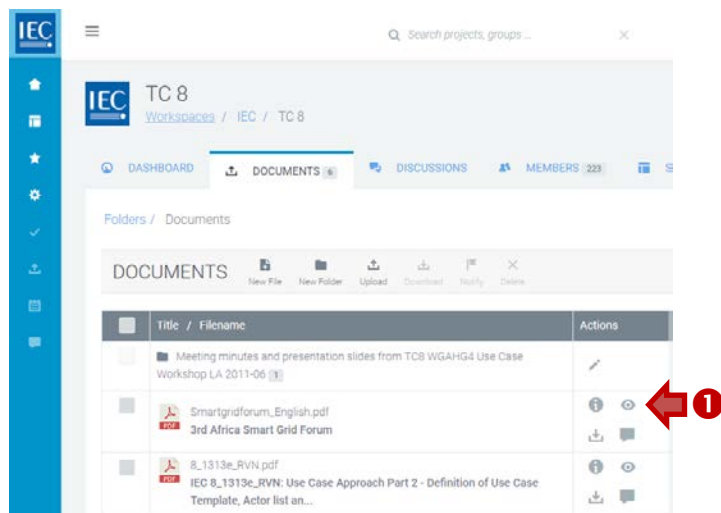 IEC
Search projects, groups ...
IEC
TC 8
Workspaces / IEC / TC 8
DASHBOARD DOCUMENTS 6 DISCUSSIONS MEMBERS 223 S
Folders / Documents
DOCUMENTS New File New Folder Upload Download Notify Delete
Title / Filename Actions
Meeting minutes and presentation slides from TC8 WGAHG4 Use Case
Workshop LA 2011-06 1
Smartgridforum_English.pdf
PDF 3rd Africa Smart Grid Forum
1
8_1313e_RVN.pdf
PDF IEC 8_1313e_RVN: Use Case Approach Part 2 - Definition of Use Case
Template, Actor list an...